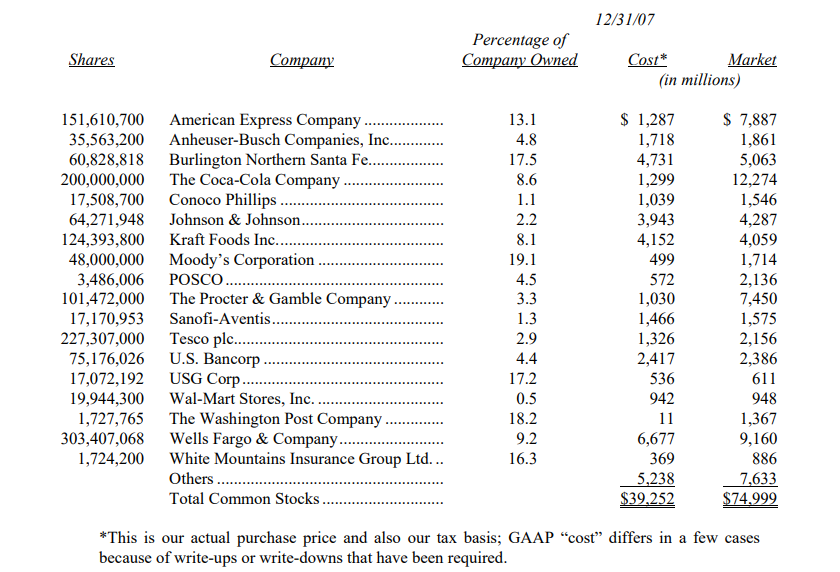 12/31/07
Percentage of
Shares Company Company Owned Cost* Market
(in millions)
151,610,700 American Express Company ................... 13.1 $ 1,287 $ 7,887
35,563,200 Anheuser-Busch Companies, Inc............. 4.8 1,718 1,861
60,828,818 Burlington Northern Santa Fe.................. 17.5 4,731 5,063
200,000,000 The Coca-Cola Company ........................ 8.6 1,299 12,274
17,508,700 Conoco Phillips ....................................... 1.1 1,039 1,546
64,271,948 Johnson & Johnson.................................. 2.2 3,943 4,287
124,393,800 Kraft Foods Inc........................................ 8.1 4,152 4,059
48,000,000 Moody’s Corporation .............................. 19.1 499 1,714
3,486,006 POSCO.................................................... 4.5 572 2,136
101,472,000 The Procter & Gamble Company ............ 3.3 1,030 7,450
17,170,953 Sanofi-Aventis......................................... 1.3 1,466 1,575
227,307,000 Tesco plc.................................................. 2.9 1,326 2,156
75,176,026 U.S. Bancorp ........................................... 4.4 2,417 2,386
17,072,192 USG Corp................................................ 17.2 536 611
19,944,300 Wal-Mart Stores, Inc. .............................. 0.5 942 948
1,727,765 The Washington Post Company .............. 18.2 11 1,367
303,407,068 Wells Fargo & Company......................... 9.2 6,677 9,160
1,724,200 White Mountains Insurance Group Ltd. .. 16.3 369 886
Others ...................................................... 5,238 7,633
Total Common Stocks ............................. $39,252 $74,999
*This is our actual purchase price and also our tax basis; GAAP “cost” differs in a few cases
because of write-ups or write-downs that have been required.